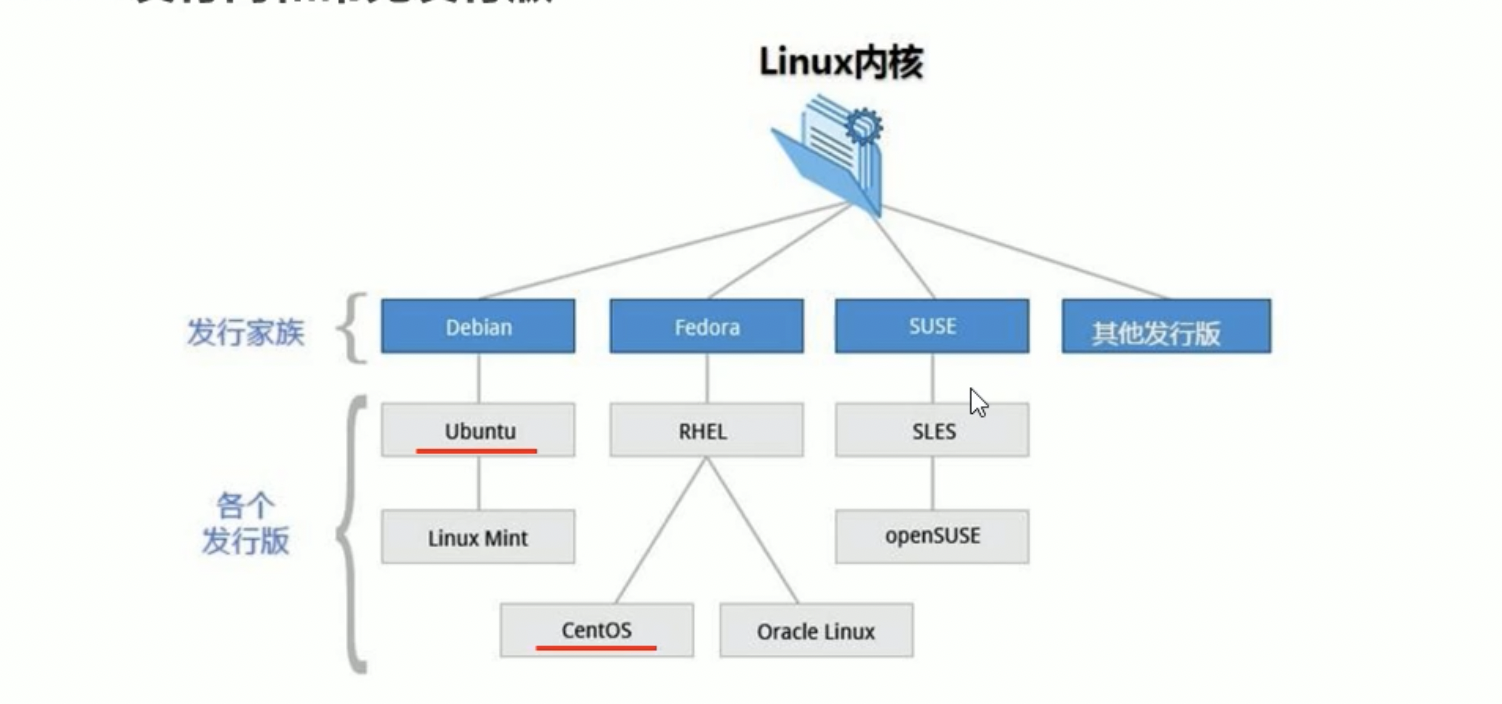 Linux内核
发行家族
Debian
Fedora
SUSE
其他发行版
Ubuntu
RHEL
SLES
各个
发行版
Linux Mint
openSUSE
CentOS
Oracle Linux